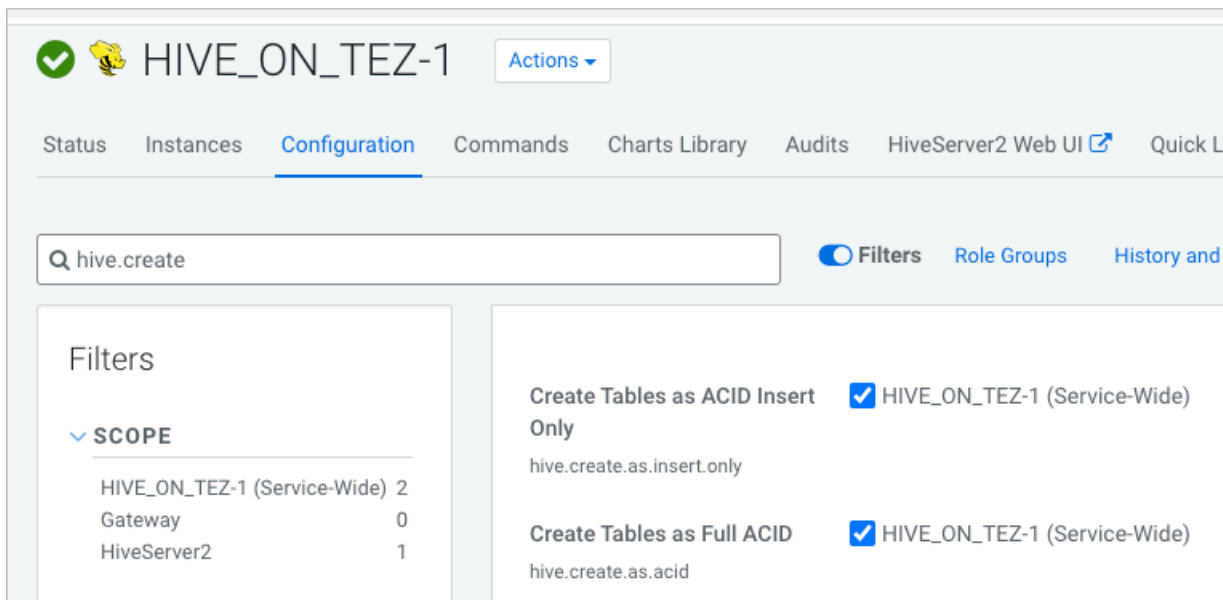 HIVE_ON_TEZ-1 Actions
Status Instances Configuration Commands Charts Library Audits HiveServer2 Web UI Quick L
hive.create Filters Role Groups History and
Filters
SCOPE
HIVE_ON_TEZ-1 (Service-Wide) 2
Gateway 0
HiveServer2 1
Create Tables as ACID Insert HIVE_ON_TEZ-1 (Service-Wide)
Only
hive.create.as.insert.only
Create Tables as Full ACID HIVE_ON_TEZ-1 (Service-Wide)
hive.create.as.acid